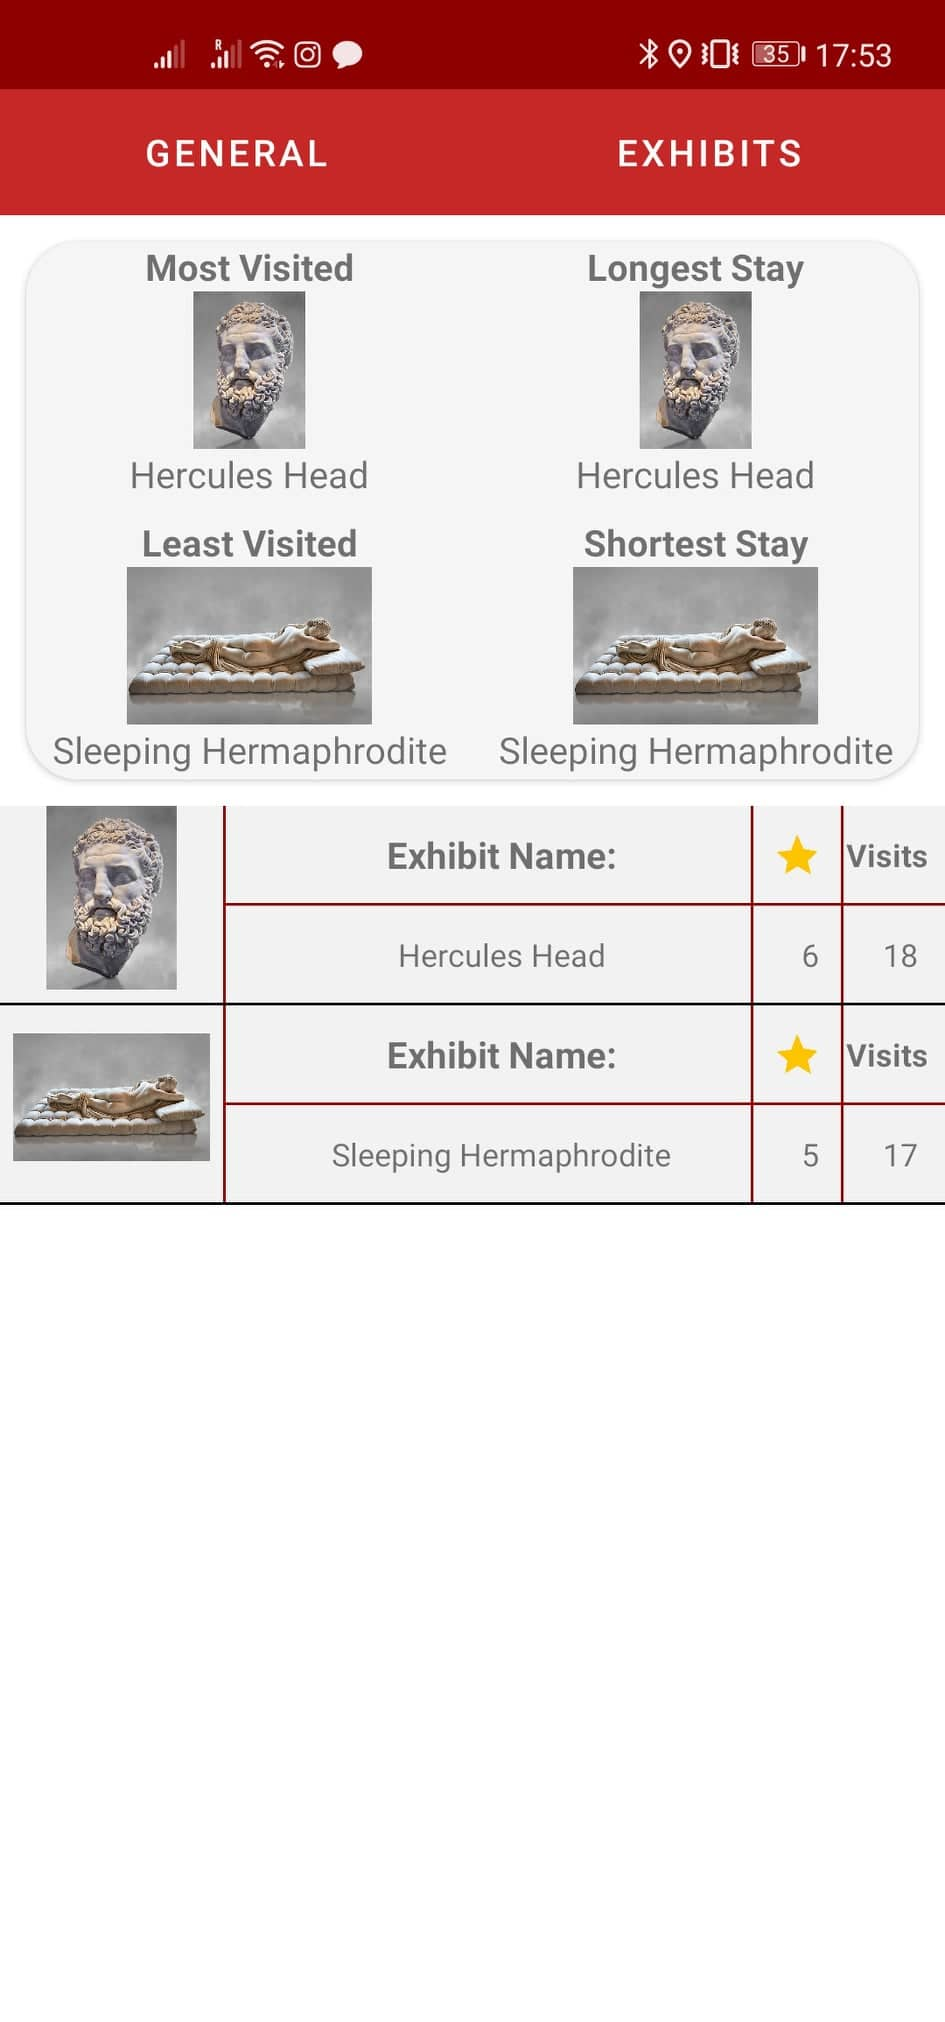 R 35 17:53
GENERAL EXHIBITS
Most Visited Longest Stay
Hercules Head Hercules Head
Least Visited Shortest Stay
Sleeping Hermaphrodite Sleeping Hermaphrodite
Exhibit Name: Visits
Hercules Head 6 18
Exhibit Name: Visits
Sleeping Hermaphrodite 5 17